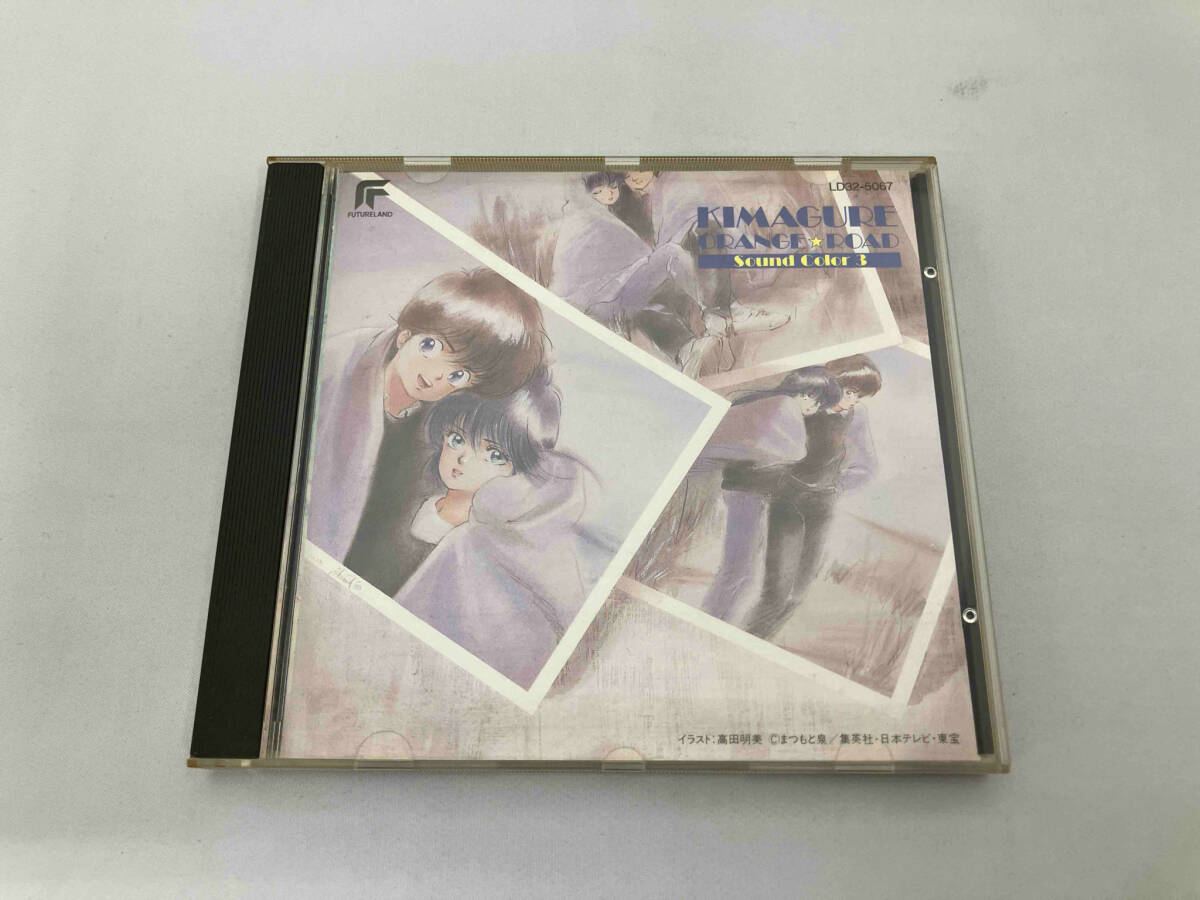 FUTURELAND
LD32-5067
KIMAGURE
ORANGE★ROAD
Sound Color 3
イラスト:高田明美 ©まつもと泉/集英社・日本テレビ・東宝